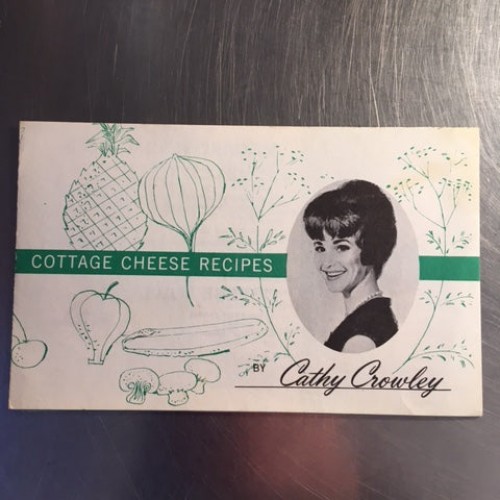 COTTAGE CHEESE RECIPES
BY Cathy Crowley